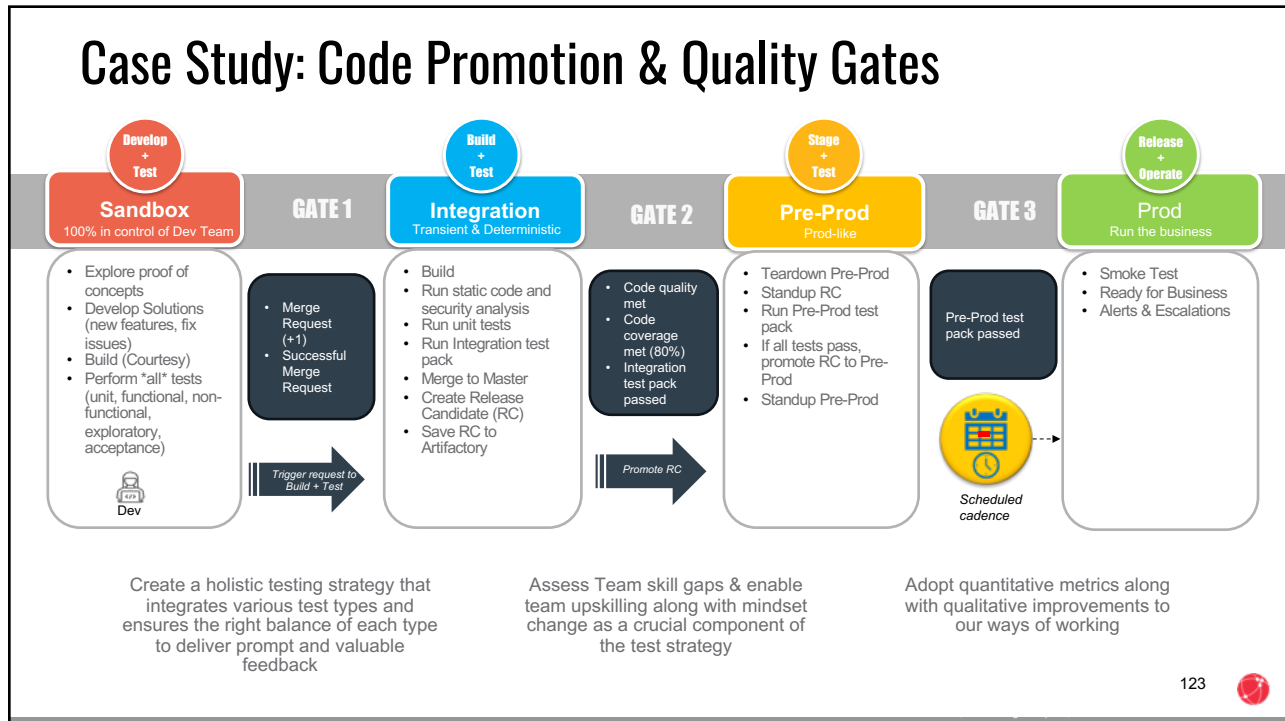 Case Study: Code Promotion & Quality Gates
Develop
+
Test
Sandbox
100% in control of Dev Team
• Explore proof of
concepts
• Develop Solutions
(new features, fix
issues)
• Build (Courtesy)
• Perform *all* tests
(unit, functional, non-
functional,
exploratory,
acceptance)
Dev
GATE 1
• Merge
Request
(+1)
• Successful
Merge
Request
Trigger request to
Build + Test
Build
+
Test
Integration
Transient & Deterministic
• Build
• Run static code and
security analysis
• Run unit tests
• Run Integration test
pack
• Merge to Master
• Create Release
Candidate (RC)
• Save RC to
Artifactory
GATE 2
• Code quality
met
• Code
coverage
met (80%)
• Integration
test pack
passed
Promote RC
Stage
+
Test
Pre-Prod
Prod-like
• Teardown Pre-Prod
• Standup RC
• Run Pre-Prod test
pack
• If all tests pass,
promote RC to Pre-
Prod
• Standup Pre-Prod
GATE 3
Pre-Prod test
pack passed
Scheduled
cadence
Release
+
Operate
Prod
Run the business
• Smoke Test
• Ready for Business
• Alerts & Escalations
Create a holistic testing strategy that
integrates various test types and
ensures the right balance of each type
to deliver prompt and valuable
feedback
Assess Team skill gaps & enable
team upskilling along with mindset
change as a crucial component of
the test strategy
Adopt quantitative metrics along
with qualitative improvements to
our ways of working
123